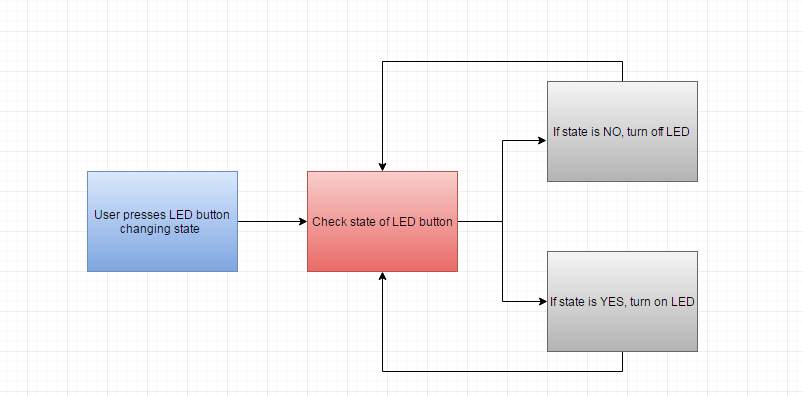 If state is NO, turn off LED
User presses LED button
changing state
Check state of LED button
If state is YES, turn on LED